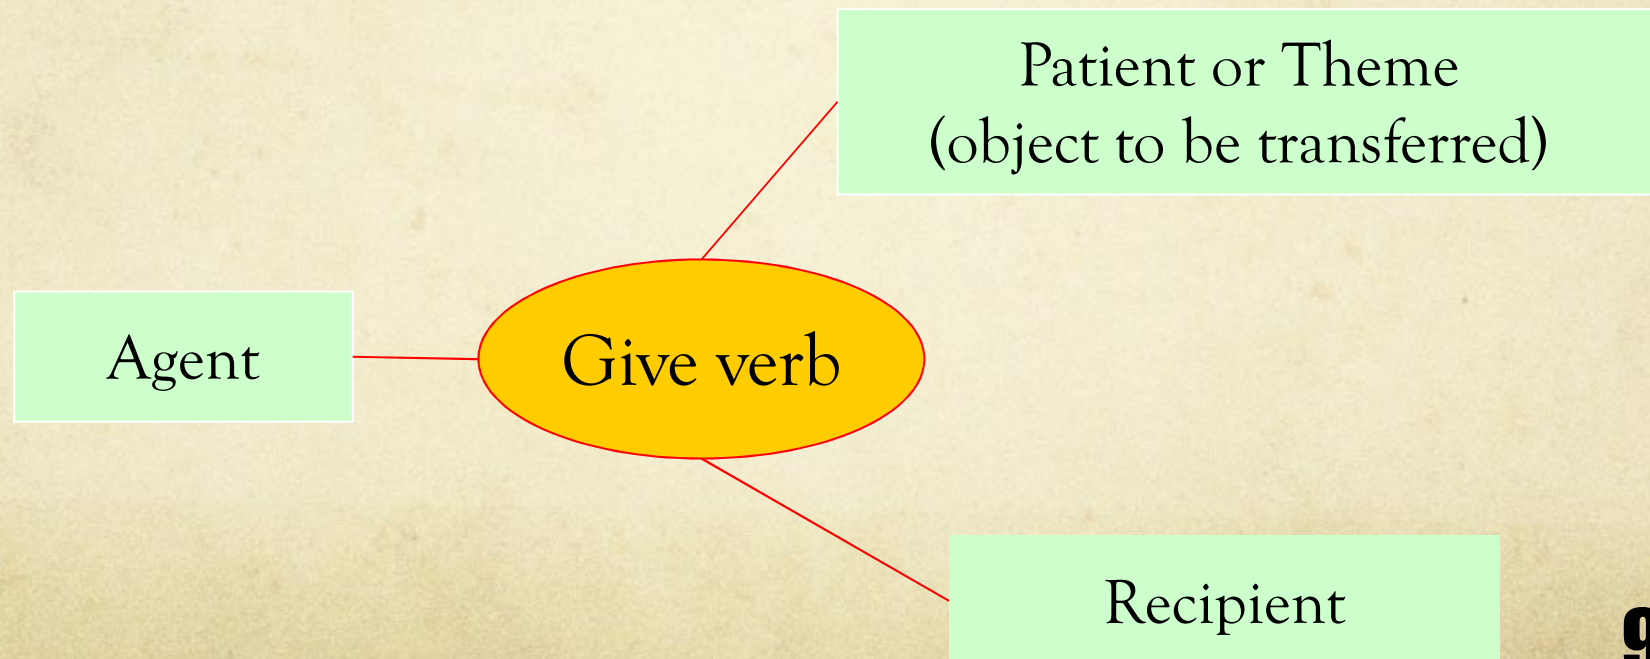 Patient or Theme
(object to be transferred)
Agent
Give verb
Recipient